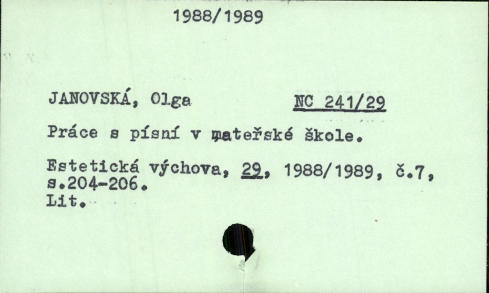 1988/1989
JANOVSKÁ, Olga NC 241/29
Práce s písní v mateřské škole.
Estetická výchova, 29, 1988/1989, č.7,
s.204-206.
Lit.